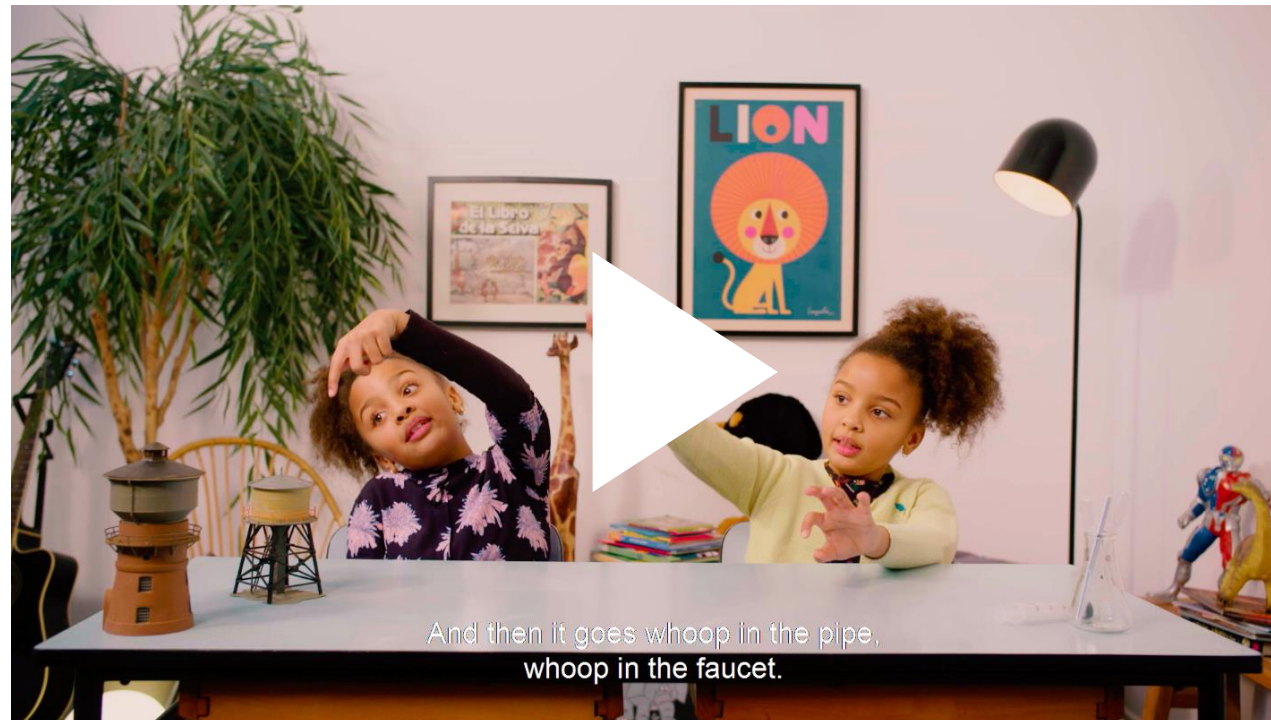 LION
El Libro
de la Selva
And then it goes whoop in the pipe,
whoop in the faucet.